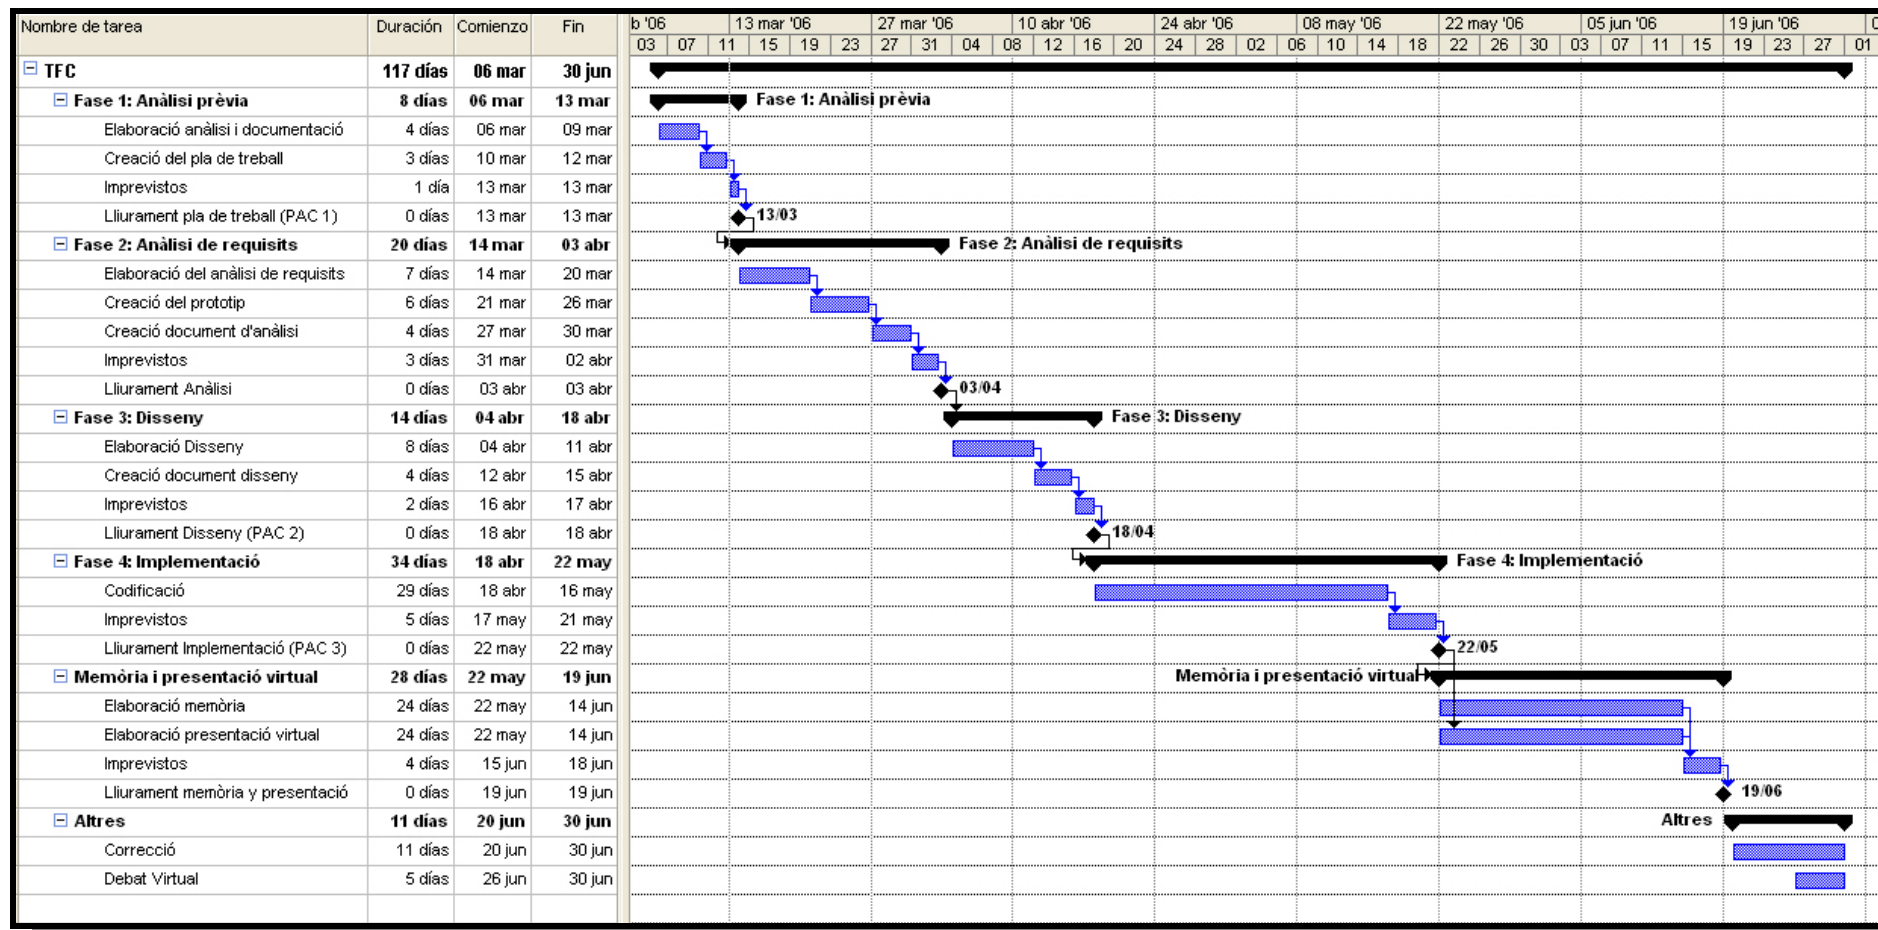 Nombre de tarea Duración Comienzo Fin
b '06 13 mar '06 27 mar '06 10 abr '06 24 abr '06 08 may '06 22 may '06 05 jun '06 19 jun '06
03 07 11 15 19 23 27 31 04 08 12 16 20 24 28 02 06 10 14 18 22 26 30 03 07 11 15 19 23 27 01
TFC 117 días 06 mar 30 jun
Fase 1: Anàlisi prèvia 8 días 06 mar 13 mar Fase 1: Anàlisi prèvia
Elaboració anàlisi i documentació 4 días 06 mar 09 mar
Creació del pla de treball 3 días 10 mar 12 mar
Imprevistos 1 día 13 mar 13 mar
Lliurament pla de treball (PAC 1) 0 días 13 mar 13 mar 13/03
Fase 2: Anàlisi de requisits 20 días 14 mar 03 abr Fase 2: Anàlisi de requisits
Elaboració del anàlisi de requisits 7 días 14 mar 20 mar
Creació del prototip 6 días 21 mar 26 mar
Creació document d'anàlisi 4 días 27 mar 30 mar
Imprevistos 3 días 31 mar 02 abr
Lliurament Anàlisi 0 días 03 abr 03 abr 03/04
Fase 3: Disseny 14 días 04 abr 18 abr Fase 3: Disseny
Elaboració Disseny 8 días 04 abr 11 abr
Creació document disseny 4 días 12 abr 15 abr
Imprevistos 2 días 16 abr 17 abr
Lliurament Disseny (PAC 2) 0 días 18 abr 18 abr 18/04
Fase 4: Implementació 34 días 18 abr 22 may Fase 4: Implementació
Codificació 29 días 18 abr 16 may
Imprevistos 5 días 17 may 21 may
Lliurament Implementació (PAC 3) 0 días 22 may 22 may 22/05
Memòria i presentació virtual 28 días 22 may 19 jun Memòria i presentació virtual
Elaboració memòria 24 días 22 may 14 jun
Elaboració presentació virtual 24 días 22 may 14 jun
Imprevistos 4 días 15 jun 18 jun
Lliurament memòria y presentació 0 días 19 jun 19 jun 19/06
Altres 11 días 20 jun 30 jun Altres
Correcció 11 días 20 jun 30 jun
Debat Virtual 5 días 26 jun 30 jun